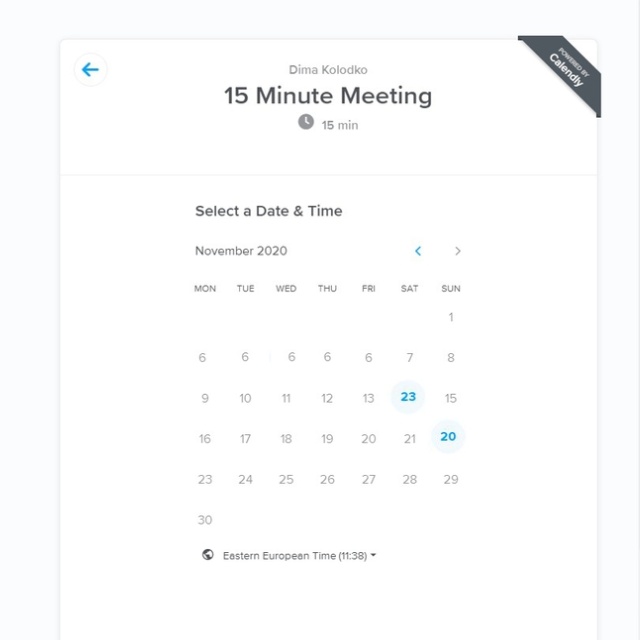 POWERED BY
Calendly
Dima Kolodko
15 Minute Meeting
15 min
Select a Date & Time
November 2020
MON TUE WED THU FRI SAT SUN
1
6 6 6 6 6 7 8
9 10 11 12 13 23 15
16 17 18 19 20 21 20
23 24 25 26 27 28 29
30
Eastern European Time (11:38)